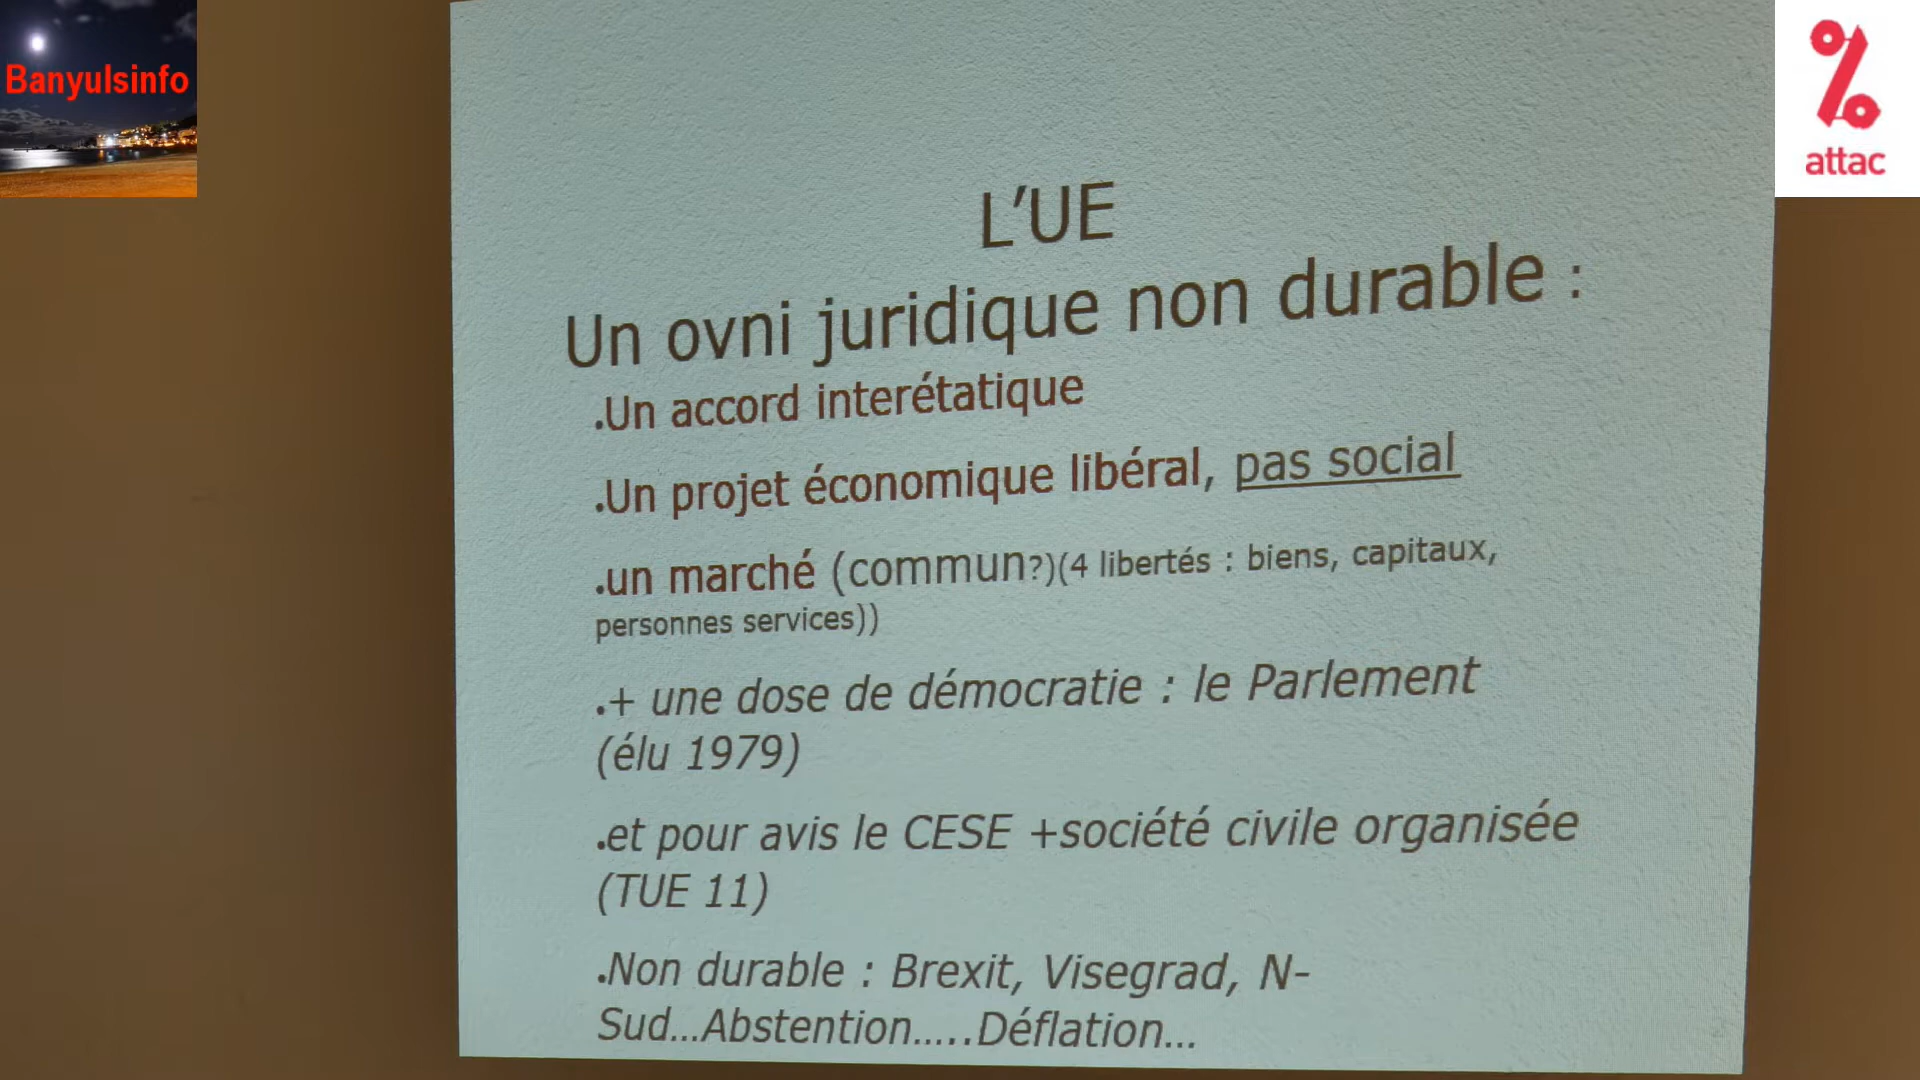 Banyulsinfo
attac
L'UE
Un ovni juridique non durable :
.Un accord interétatique
.Un projet économique libéral, pas social
.un marché (commun?)(4 libertés : biens, capitaux,
personnes services))
.+ une dose de démocratie : le Parlement
(élu 1979)
.et pour avis le CESE +société civile organisée
(TUE 11)
.Non durable : Brexit, Visegrad, N-
Sud...Abstention.....Déflation...